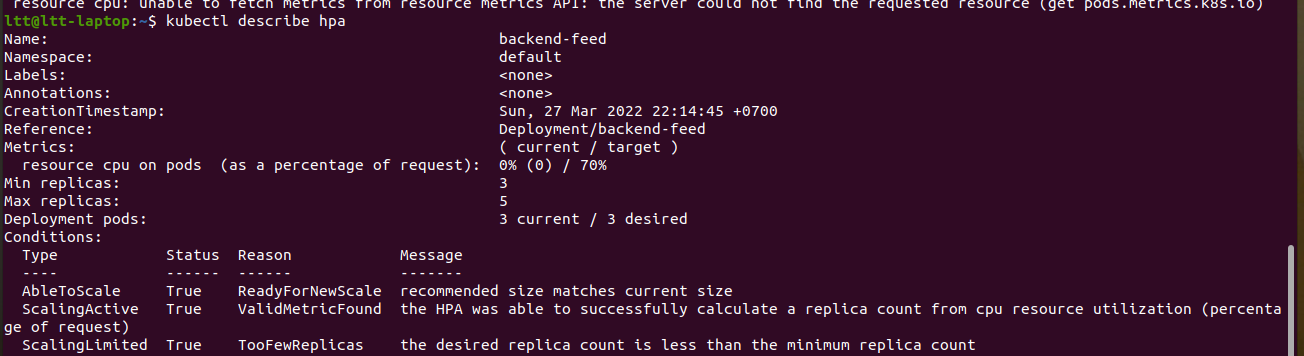 resource cpu: unable to fetch metrics from resource metrics API: the server could not find the requested resource (get pods.metrics.k8s.io)
ltt@ltt-laptop:~$ kubectl describe hpa
Name: backend-feed
Namespace: default
Labels: <none>
Annotations: <none>
CreationTimestamp: Sun, 27 Mar 2022 22:14:45 +0700
Reference: Deployment/backend-feed
Metrics: ( current / target )
  resource cpu on pods  (as a percentage of request): 0% (0) / 70%
Min replicas: 3
Max replicas: 5
Deployment pods: 3 current / 3 desired
Conditions:
  Type            Status  Reason            Message
  ----            ------  ------            -------
  AbleToScale     True    ReadyForNewScale  recommended size matches current size
  ScalingActive   True    ValidMetricFound  the HPA was able to successfully calculate a replica count from cpu resource utilization (percenta
ge of request)
  ScalingLimited  True    TooFewReplicas    the desired replica count is less than the minimum replica count